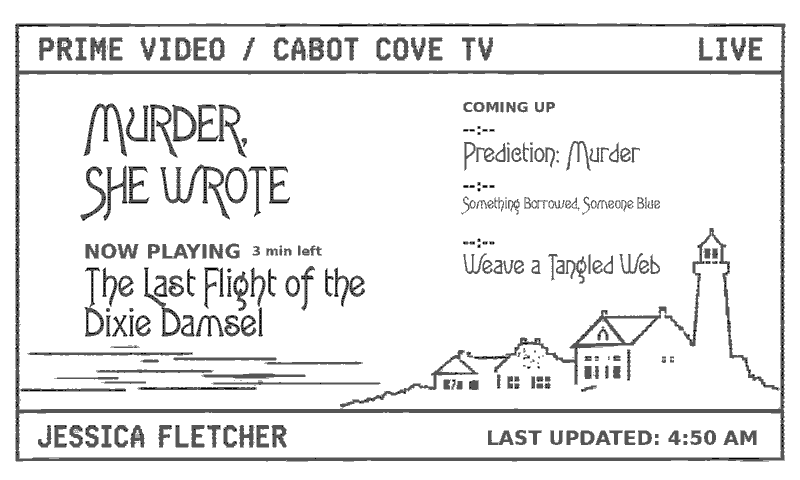 PRIME VIDEO / CABOT COVE TV
LIVE
MURDER,
SHE WROTE
NOW PLAYING 3 min left
The Last Flight of the
Dixie Damsel
COMING UP
--:--
Prediction: Murder
--:--
Something Borrowed, Someone Blue
--:--
Weave a Tangled Web
JESSICA FLETCHER
LAST UPDATED: 4:50 AM